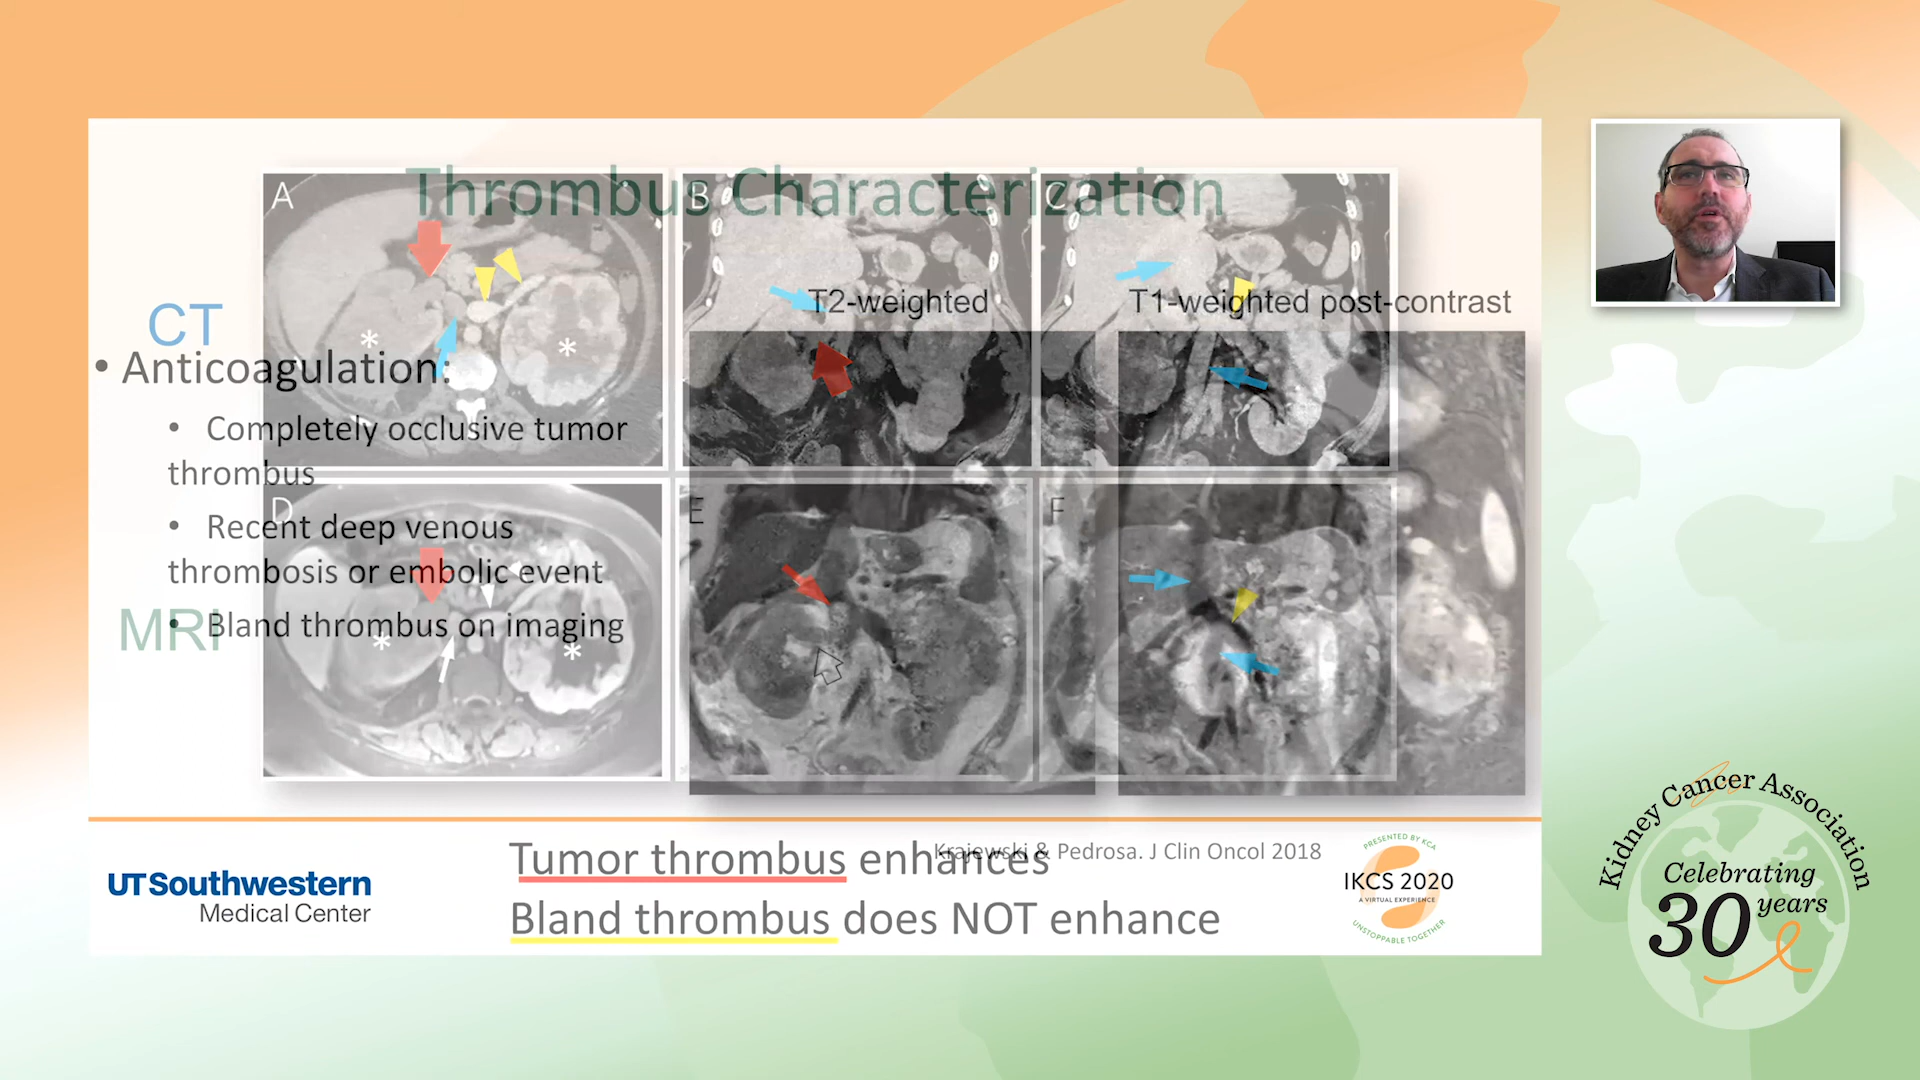 Thrombus Characterization
A
B
C
CT
T2-weighted
T1-weighted post-contrast
• Anticoagulation:
• Completely occlusive tumor
thrombus
• Recent deep venous
thrombosis or embolic event
• Bland thrombus on imaging
MRI
D
E
F
*
*
*
*
Krajewski & Pedrosa. J Clin Oncol 2018
Tumor thrombus enhances
Bland thrombus does NOT enhance
UTSouthwestern
Medical Center
PRESENTED BY KCA
IKCS 2020
A VIRTUAL EXPERIENCE
UNSTOPPABLE TOGETHER
Kidney Cancer Association
Celebrating
30 years